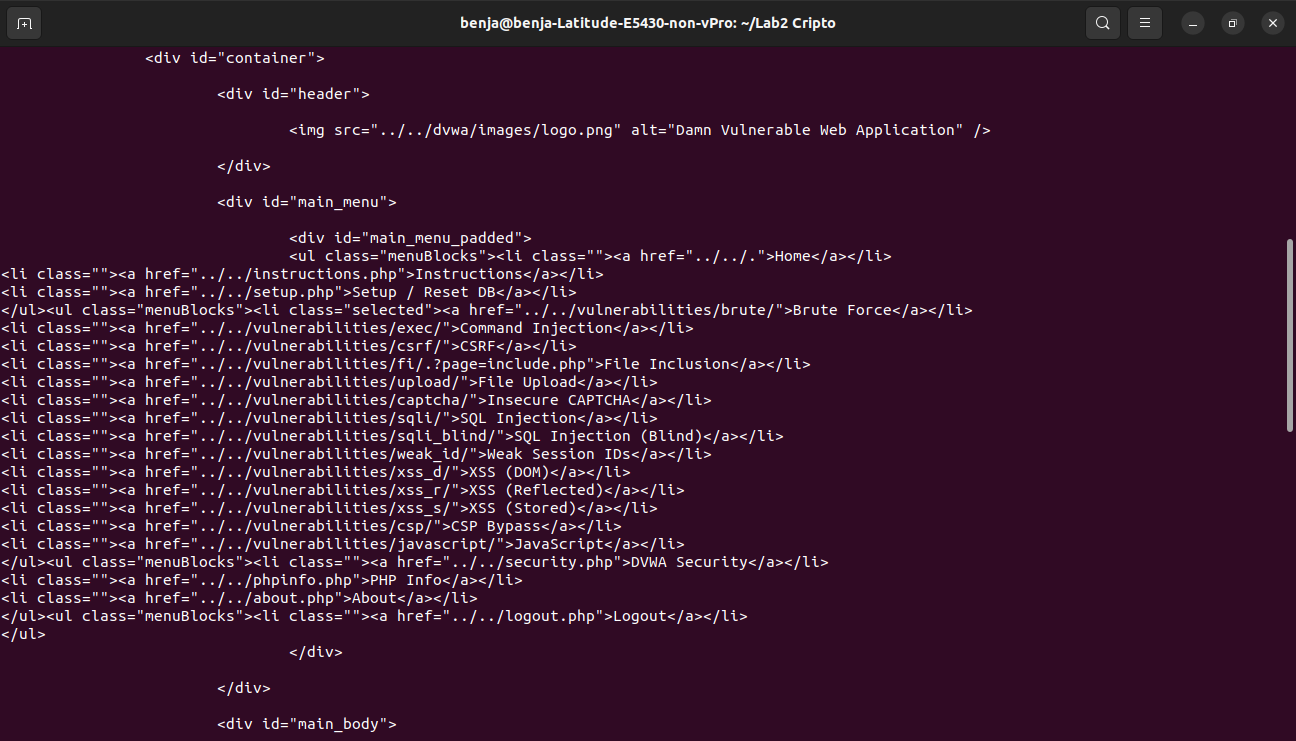 benja@benja-Latitude-E5430-non-vPro: ~/Lab2 Cripto
<div id="container">
<div id="header">
<img src="../../dvwa/images/logo.png" alt="Damn Vulnerable Web Application" />
</div>
<div id="main_menu">
<div id="main_menu_padded">
<ul class="menuBlocks"><li class=""><a href="../../.">Home</a></li>
<li class=""><a href="../../instructions.php">Instructions</a></li>
<li class=""><a href="../../setup.php">Setup / Reset DB</a></li>
</ul><ul class="menuBlocks"><li class="selected"><a href="../../vulnerabilities/brute/">Brute Force</a></li>
<li class=""><a href="../../vulnerabilities/exec/">Command Injection</a></li>
<li class=""><a href="../../vulnerabilities/csrf/">CSRF</a></li>
<li class=""><a href="../../vulnerabilities/fi/.?page=include.php">File Inclusion</a></li>
<li class=""><a href="../../vulnerabilities/upload/">File Upload</a></li>
<li class=""><a href="../../vulnerabilities/captcha/">Insecure CAPTCHA</a></li>
<li class=""><a href="../../vulnerabilities/sqli/">SQL Injection</a></li>
<li class=""><a href="../../vulnerabilities/sqli_blind/">SQL Injection (Blind)</a></li>
<li class=""><a href="../../vulnerabilities/weak_id/">Weak Session IDs</a></li>
<li class=""><a href="../../vulnerabilities/xss_d/">XSS (DOM)</a></li>
<li class=""><a href="../../vulnerabilities/xss_r/">XSS (Reflected)</a></li>
<li class=""><a href="../../vulnerabilities/xss_s/">XSS (Stored)</a></li>
<li class=""><a href="../../vulnerabilities/csp/">CSP Bypass</a></li>
<li class=""><a href="../../vulnerabilities/javascript/">JavaScript</a></li>
</ul><ul class="menuBlocks"><li class=""><a href="../../security.php">DVWA Security</a></li>
<li class=""><a href="../../phpinfo.php">PHP Info</a></li>
<li class=""><a href="../../about.php">About</a></li>
</ul><ul class="menuBlocks"><li class=""><a href="../../logout.php">Logout</a></li>
</ul>
</div>
</div>
<div id="main_body">